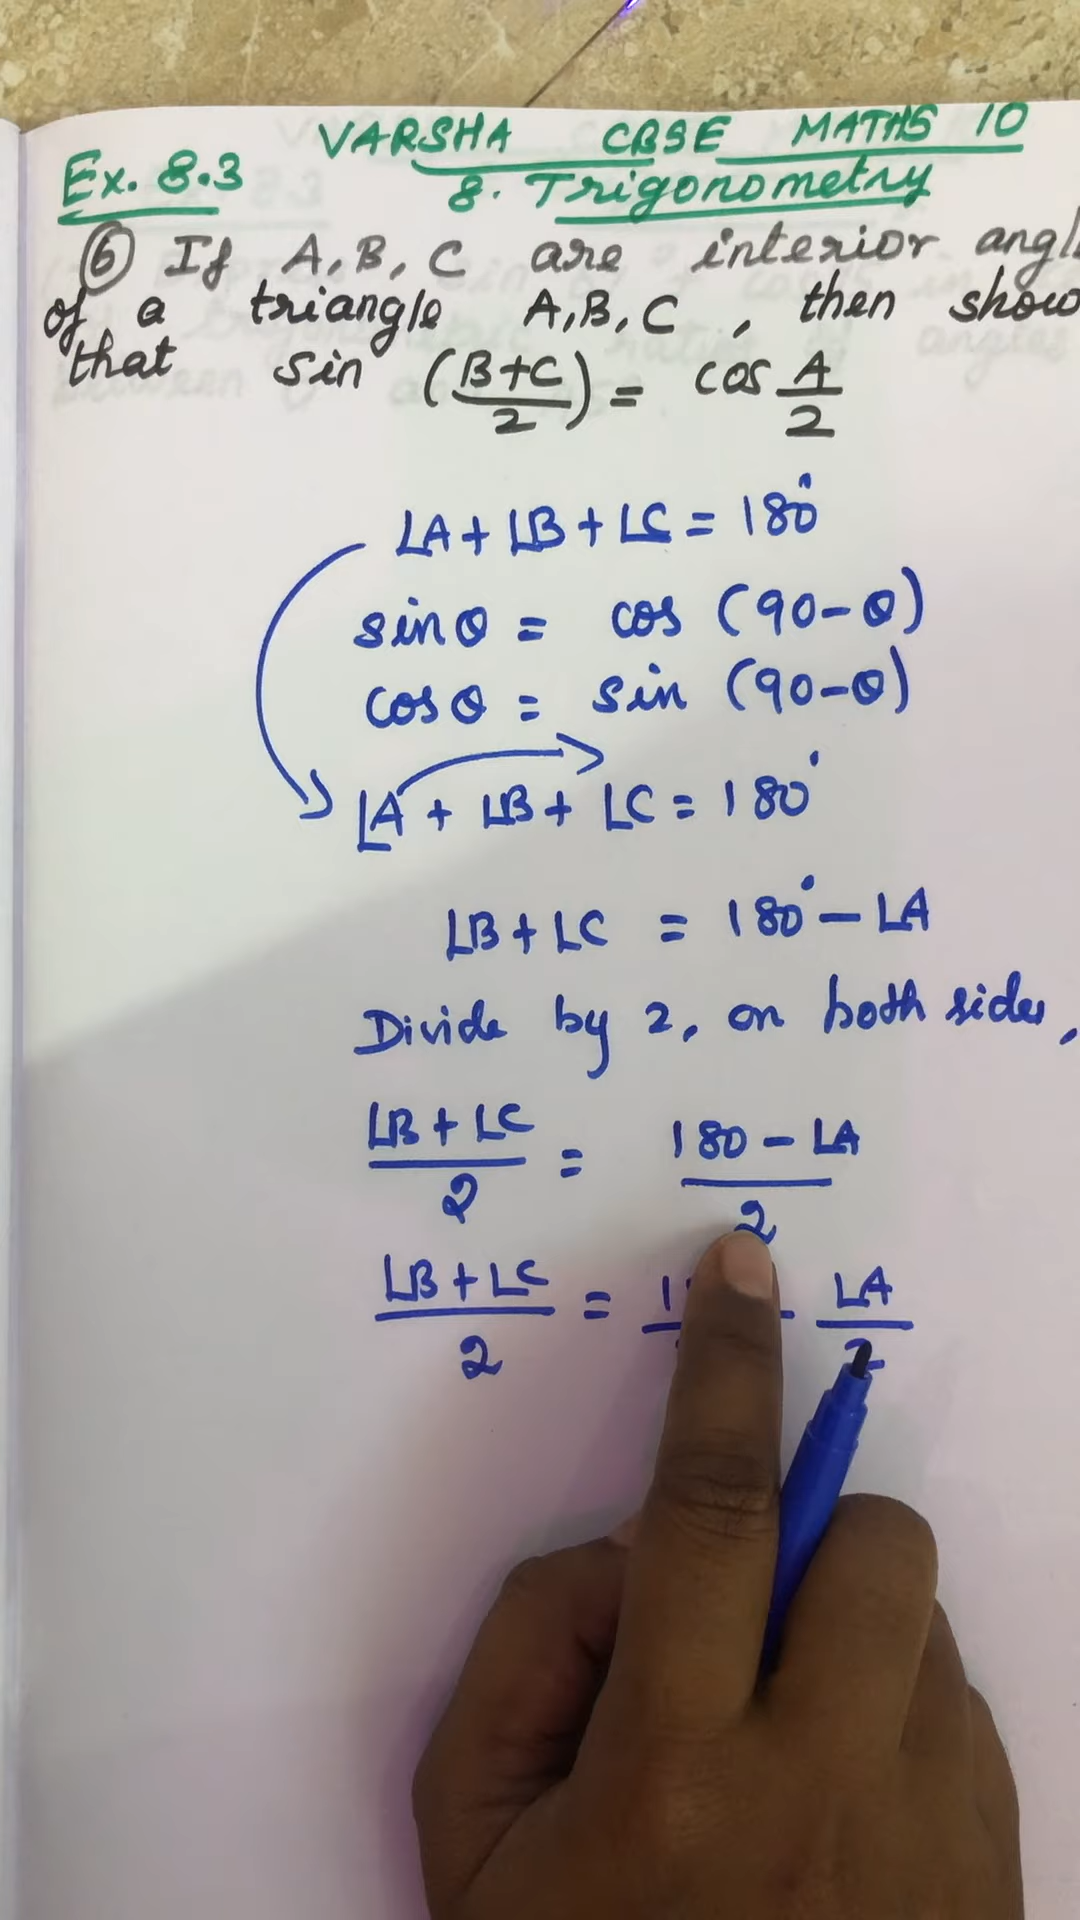 VARSHA CBSE MATHS 10
Ex. 8.3 8. Trigonometry
⑥ If A, B, C are interior angl
of a triangle A,B,C, then show
that sin (B+C/2) = cos A/2
∠A + ∠B + ∠C = 180°
sin θ = cos (90-θ)
cos θ = sin (90-θ)
∠A + ∠B + ∠C = 180°
∠B + ∠C = 180° - ∠A
Divide by 2, on both sides,
∠B + ∠C / 2 = 180 - ∠A / 2
∠B + ∠C / 2 = - ∠A / 2